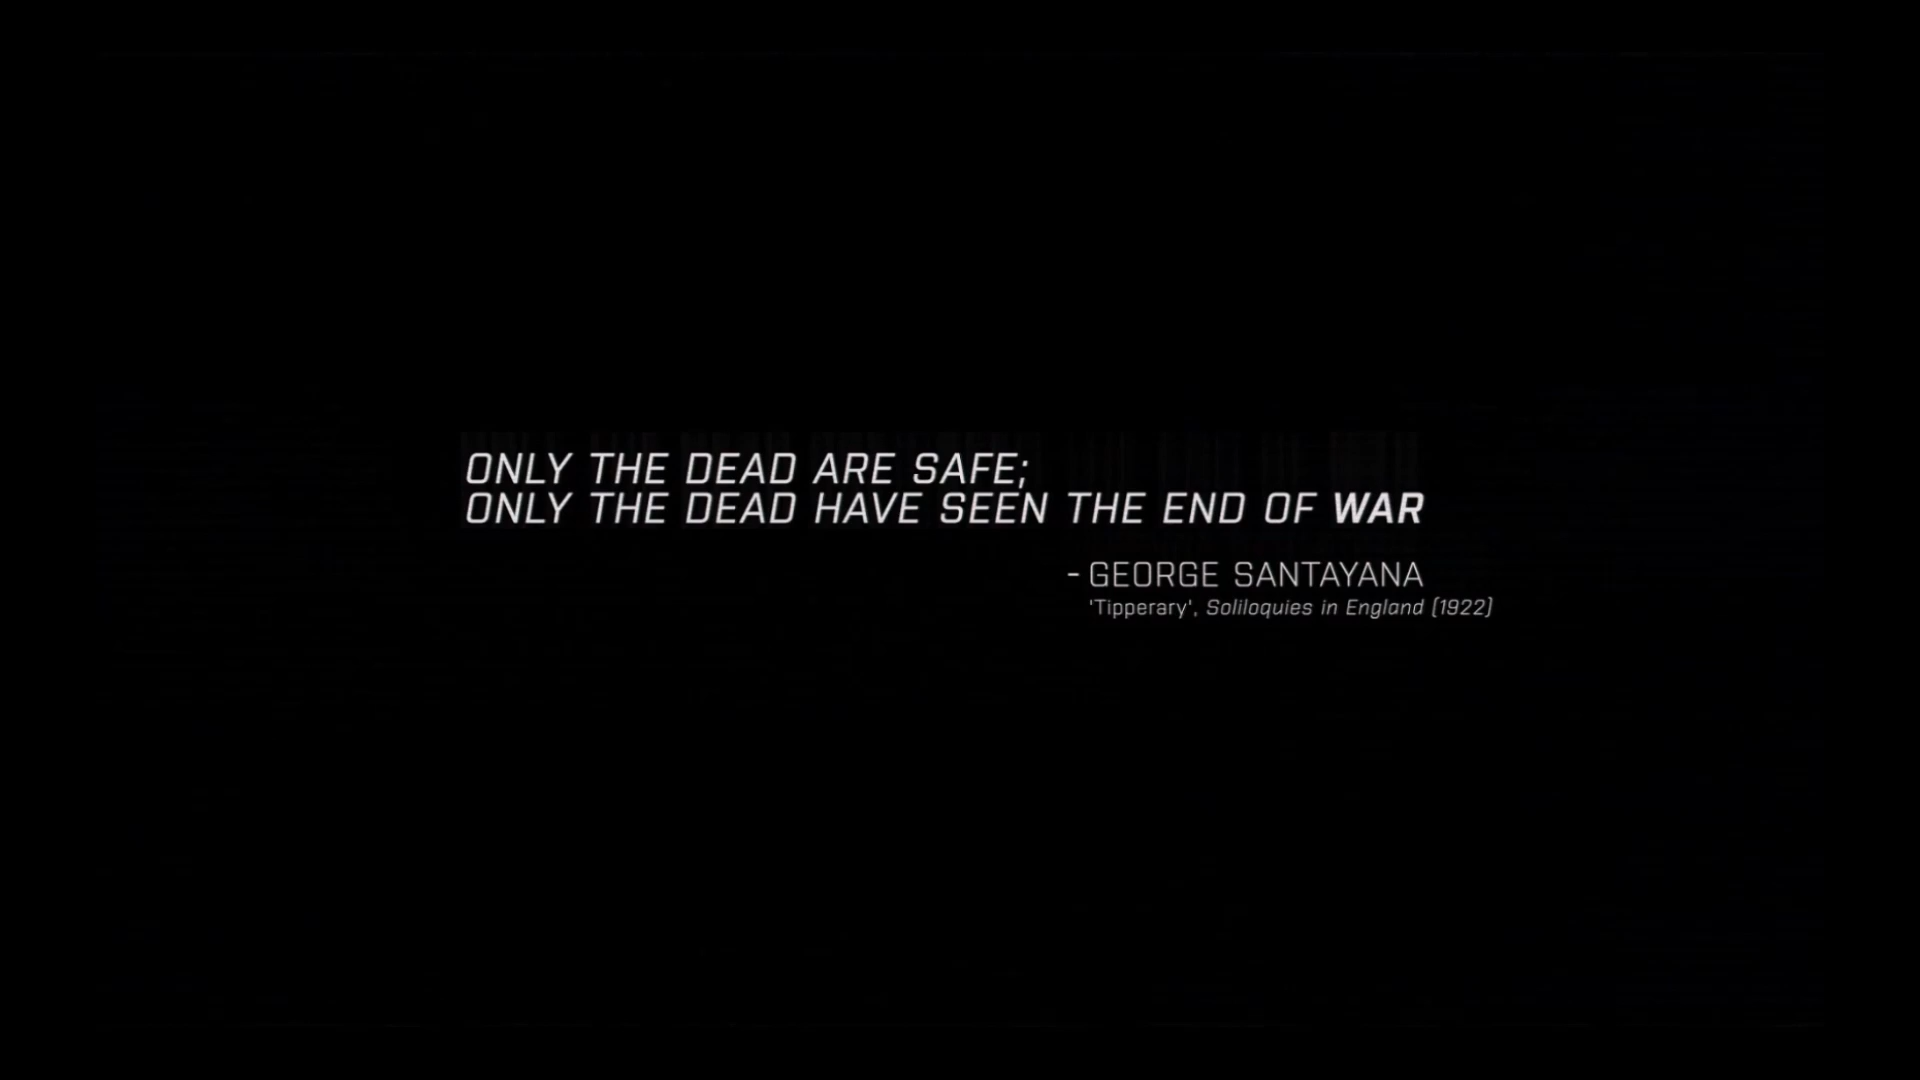 ONLY THE DEAD ARE SAFE;
ONLY THE DEAD HAVE SEEN THE END OF WAR
- GEORGE SANTAYANA
'Tipperary', Soliloquies in England (1922)